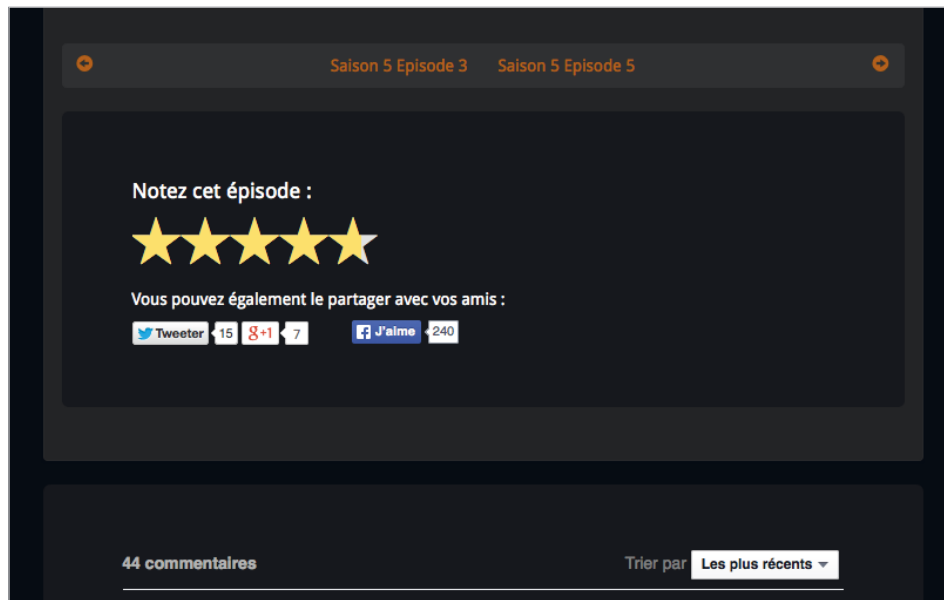 Saison 5 Episode 3 Saison 5 Episode 5
Notez cet épisode :
Vous pouvez également le partager avec vos amis :
Tweeter 15 g+1 7 J'aime 240
44 commentaires Trier par Les plus récents